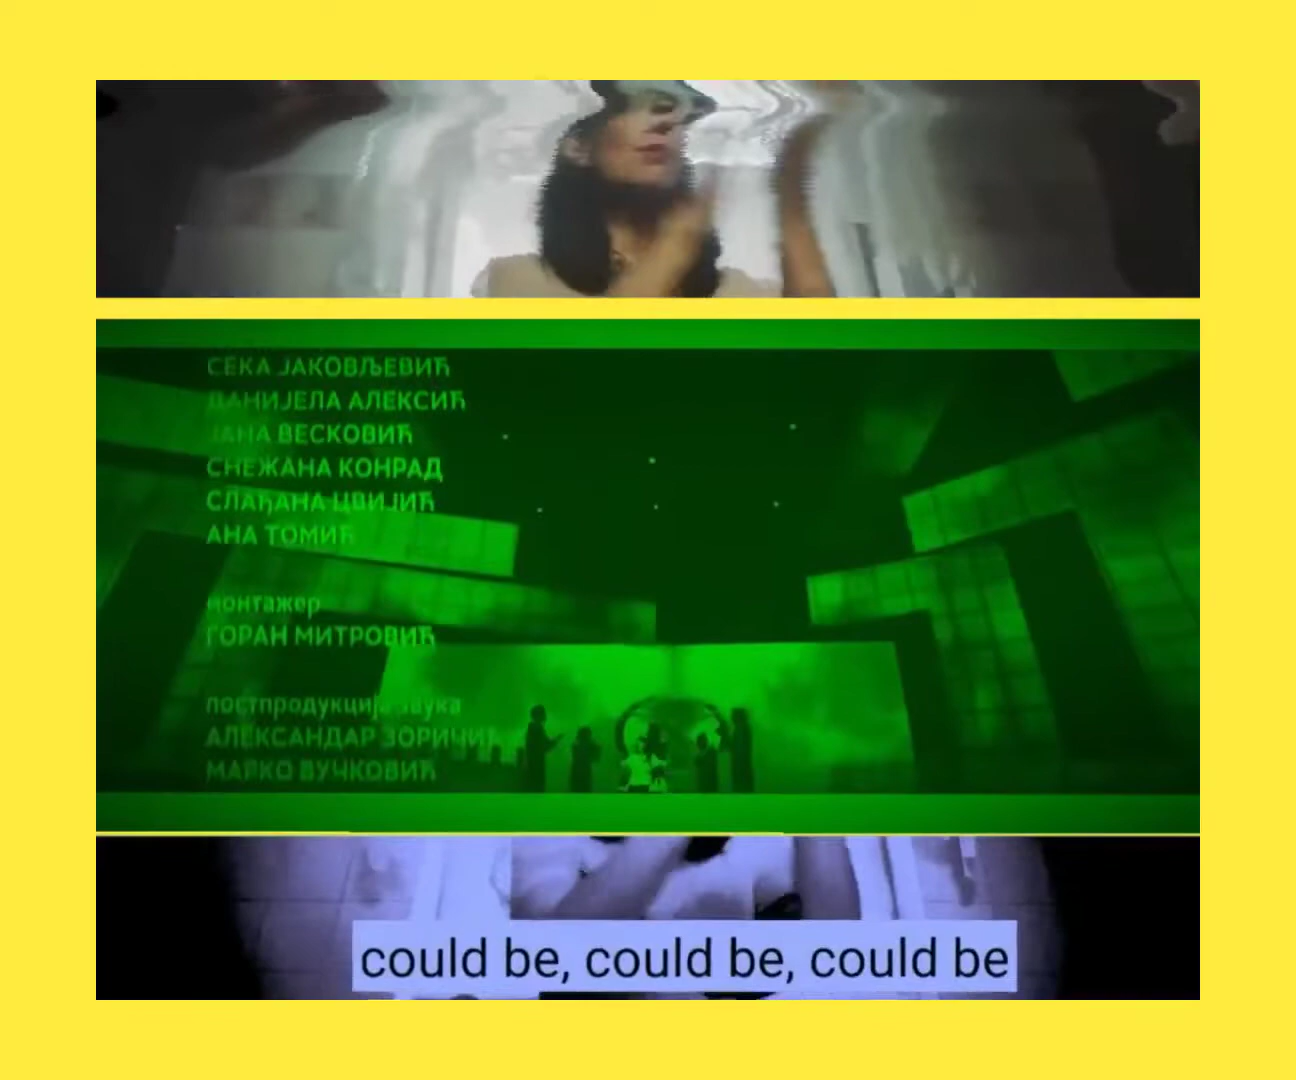 СЕКА ЈАКОВЉЕВИЋ
ДАНИЈЕЛА АЛЕКСИЋ
ЈАНА ВЕСКОВИЋ
СНЕЖАНА КОНРАД
СЛАЂАНА ЦВИЈИЋ
АНА ТОМИЋ
монтажер
ГОРАН МИТРОВИЋ
постпродукција звука
АЛЕКСАНДАР ЗОРИЧИЋ
МАРКО ВУЧКОВИЋ
could be, could be, could be